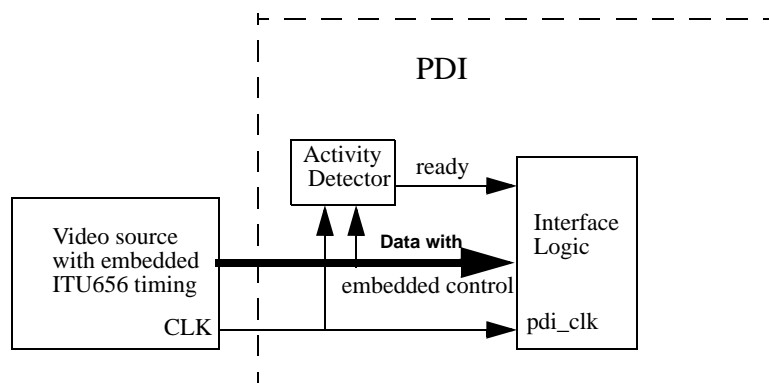 PDI
Activity
Detector
ready
Video source
with embedded
ITU656 timing
CLK
Data with
embedded control
Interface
Logic
pdi_clk